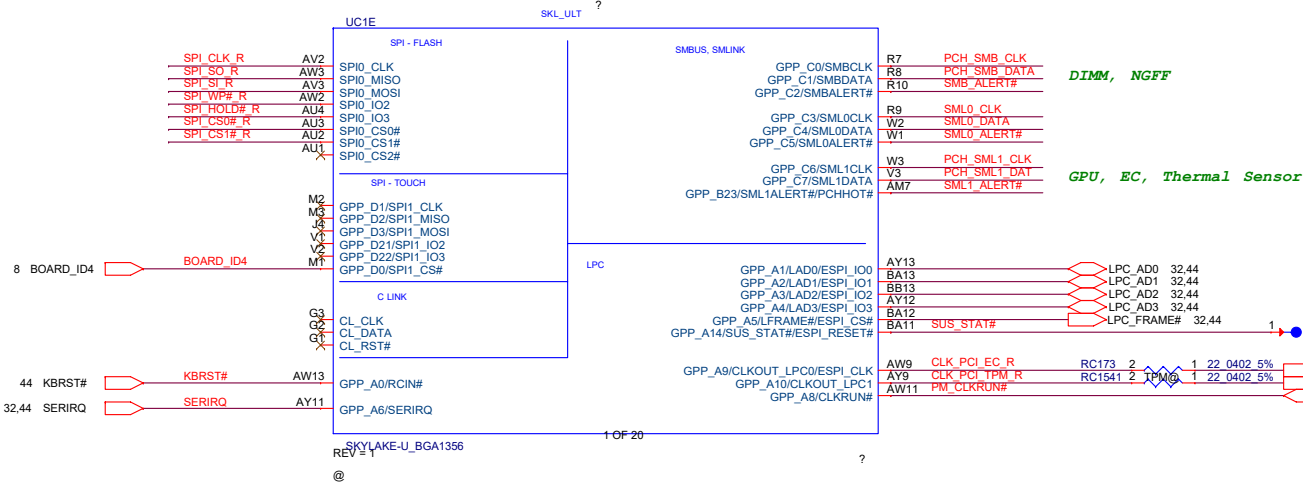 ?
SKL_ULT
UC1E
SPI - FLASH
SMBUS, SMLINK
SPI_CLK_R AV2 SPI0_CLK
SPI_SO_R AW3 SPI0_MISO
SPI_SI_R AV3 SPI0_MOSI
SPI_WP#_R AW2 SPI0_IO2
SPI_HOLD#_R AU4 SPI0_IO3
SPI_CS0#_R AU3 SPI0_CS0#
SPI_CS1#_R AU2 SPI0_CS1#
AU1 SPI0_CS2#
GPP_C0/SMBCLK R7 PCH_SMB_CLK
GPP_C1/SMBDATA R8 PCH_SMB_DATA
GPP_C2/SMBALERT# R10 SMB_ALERT#
DIMM, NGFF
GPP_C3/SML0CLK R9 SML0_CLK
GPP_C4/SML0DATA W2 SML0_DATA
GPP_C5/SML0ALERT# W1 SML0_ALERT#
GPP_C6/SML1CLK W3 PCH_SML1_CLK
GPP_C7/SML1DATA V3 PCH_SML1_DAT
GPP_B23/SML1ALERT#/PCHHOT# AM7 SML1_ALERT#
GPU, EC, Thermal Sensor
SPI - TOUCH
M2 GPP_D1/SPI1_CLK
M3 GPP_D2/SPI1_MISO
J4 GPP_D3/SPI1_MOSI
V1 GPP_D21/SPI1_IO2
V2 GPP_D22/SPI1_IO3
8 BOARD_ID4 BOARD_ID4 M1 GPP_D0/SPI1_CS#
LPC
GPP_A1/LAD0/ESPI_IO0 AY13 LPC_AD0 32,44
GPP_A2/LAD1/ESPI_IO1 BA13 LPC_AD1 32,44
GPP_A3/LAD2/ESPI_IO2 BB13 LPC_AD2 32,44
GPP_A4/LAD3/ESPI_IO3 AY12 LPC_AD3 32,44
GPP_A5/LFRAME#/ESPI_CS# BA12 LPC_FRAME# 32,44
GPP_A14/SUS_STAT#/ESPI_RESET# BA11 SUS_STAT# 1
C LINK
G3 CL_CLK
G2 CL_DATA
G1 CL_RST#
GPP_A9/CLKOUT_LPC0/ESPI_CLK AW9 CLK_PCI_EC_R RC173 2 1 22_0402_5%
GPP_A10/CLKOUT_LPC1 AY9 CLK_PCI_TPM_R RC1541 2 TPM@ 1 22_0402_5%
GPP_A8/CLKRUN# AW11 PM_CLKRUN#
44 KBRST# KBRST# AW13 GPP_A0/RCIN#
32,44 SERIRQ SERIRQ AY11 GPP_A6/SERIRQ
1 OF 20
SKYLAKE-U_BGA1356
REV = 1
?
@